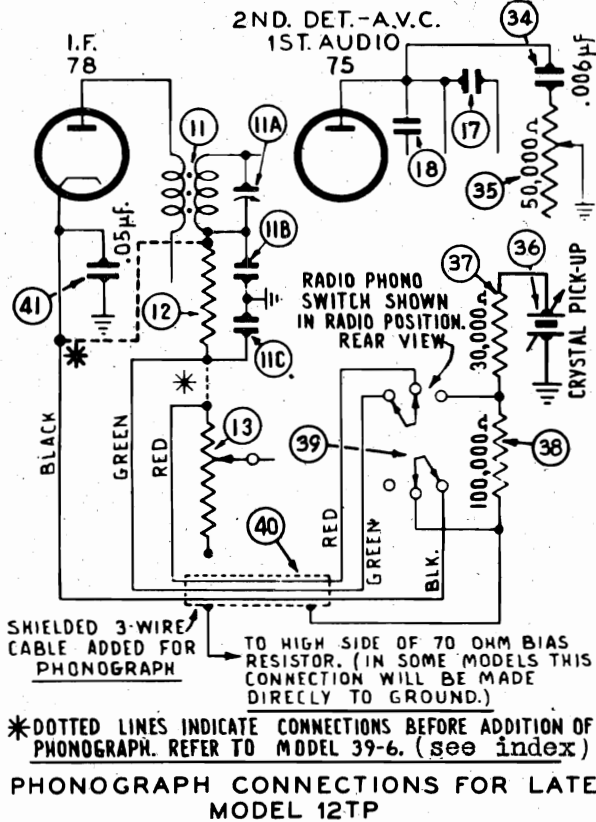 2ND. DET.-A.V.C.
1ST. AUDIO
75
I.F.
78
34
.006µF
11
11A
17
18
35
50,000Ω
.05µF.
11B
41
12
RADIO PHONO
SWITCH SHOWN
IN RADIO POSITION.
REAR VIEW
37
36
30,000Ω
CRYSTAL PICK-UP
11C
✱
✱
13
39
38
100,000Ω
BLACK
GREEN
RED
40
RED
GREEN
BLK.
SHIELDED 3-WIRE
CABLE ADDED FOR
PHONOGRAPH
TO HIGH SIDE OF 70 OHM BIAS
RESISTOR. (IN SOME MODELS THIS
CONNECTION WILL BE MADE
DIRECLY TO GROUND.)
✱DOTTED LINES INDICATE CONNECTIONS BEFORE ADDITION OF
PHONOGRAPH. REFER TO MODEL 39-6. (see index)
PHONOGRAPH CONNECTIONS FOR LATE
MODEL 12TP